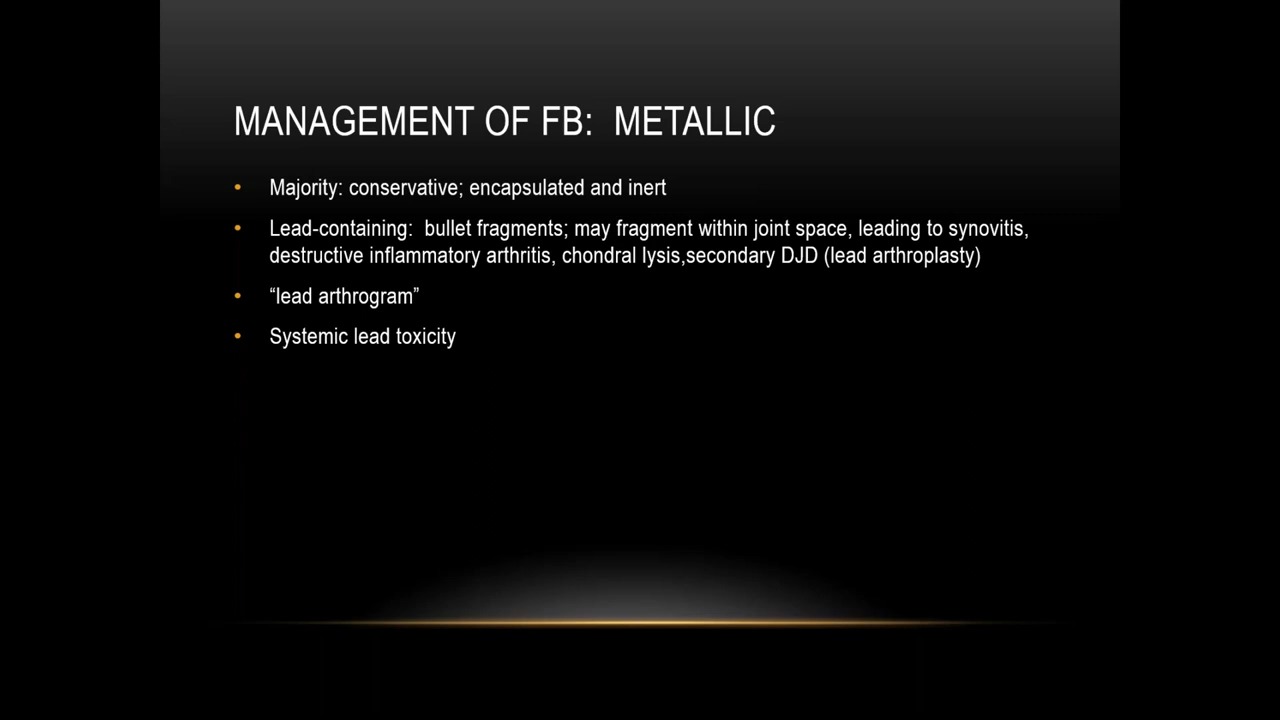 MANAGEMENT OF FB:  METALLIC
• Majority: conservative; encapsulated and inert
• Lead-containing:  bullet fragments; may fragment within joint space, leading to synovitis,
destructive inflammatory arthritis, chondral lysis,secondary DJD (lead arthroplasty)
• “lead arthrogram”
• Systemic lead toxicity